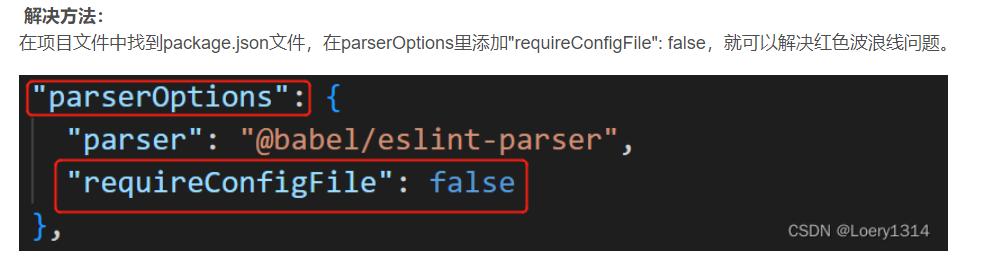 解决方法：
在项目文件中找到package.json文件，在parserOptions里添加"requireConfigFile": false，就可以解决红色波浪线问题。
"parserOptions": {
"parser": "@babel/eslint-parser",
"requireConfigFile": false
},
CSDN @Loery1314